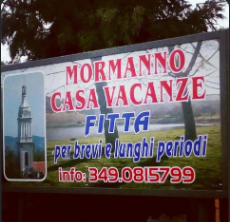 MORMANNO
CASA VACANZE
FITTA
per brevi e lunghi periodi
info: 349.0815799